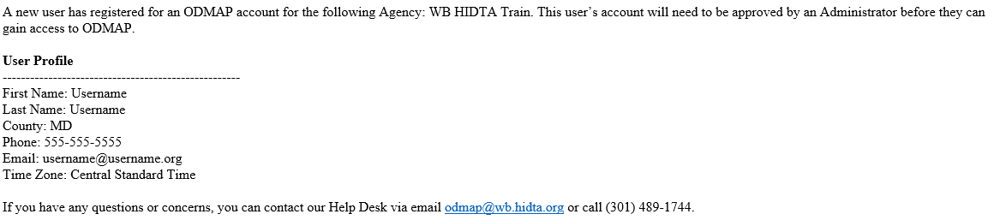 A new user has registered for an ODMAP account for the following Agency: WB HIDTA Train. This user's account will need to be approved by an Administrator before they can
gain access to ODMAP.
User Profile
----------------------------------------------------
First Name: Username
Last Name: Username
County: MD
Phone: 555-555-5555
Email: username@username.org
Time Zone: Central Standard Time
If you have any questions or concerns, you can contact our Help Desk via email odmap@wb.hidta.org or call (301) 489-1744.